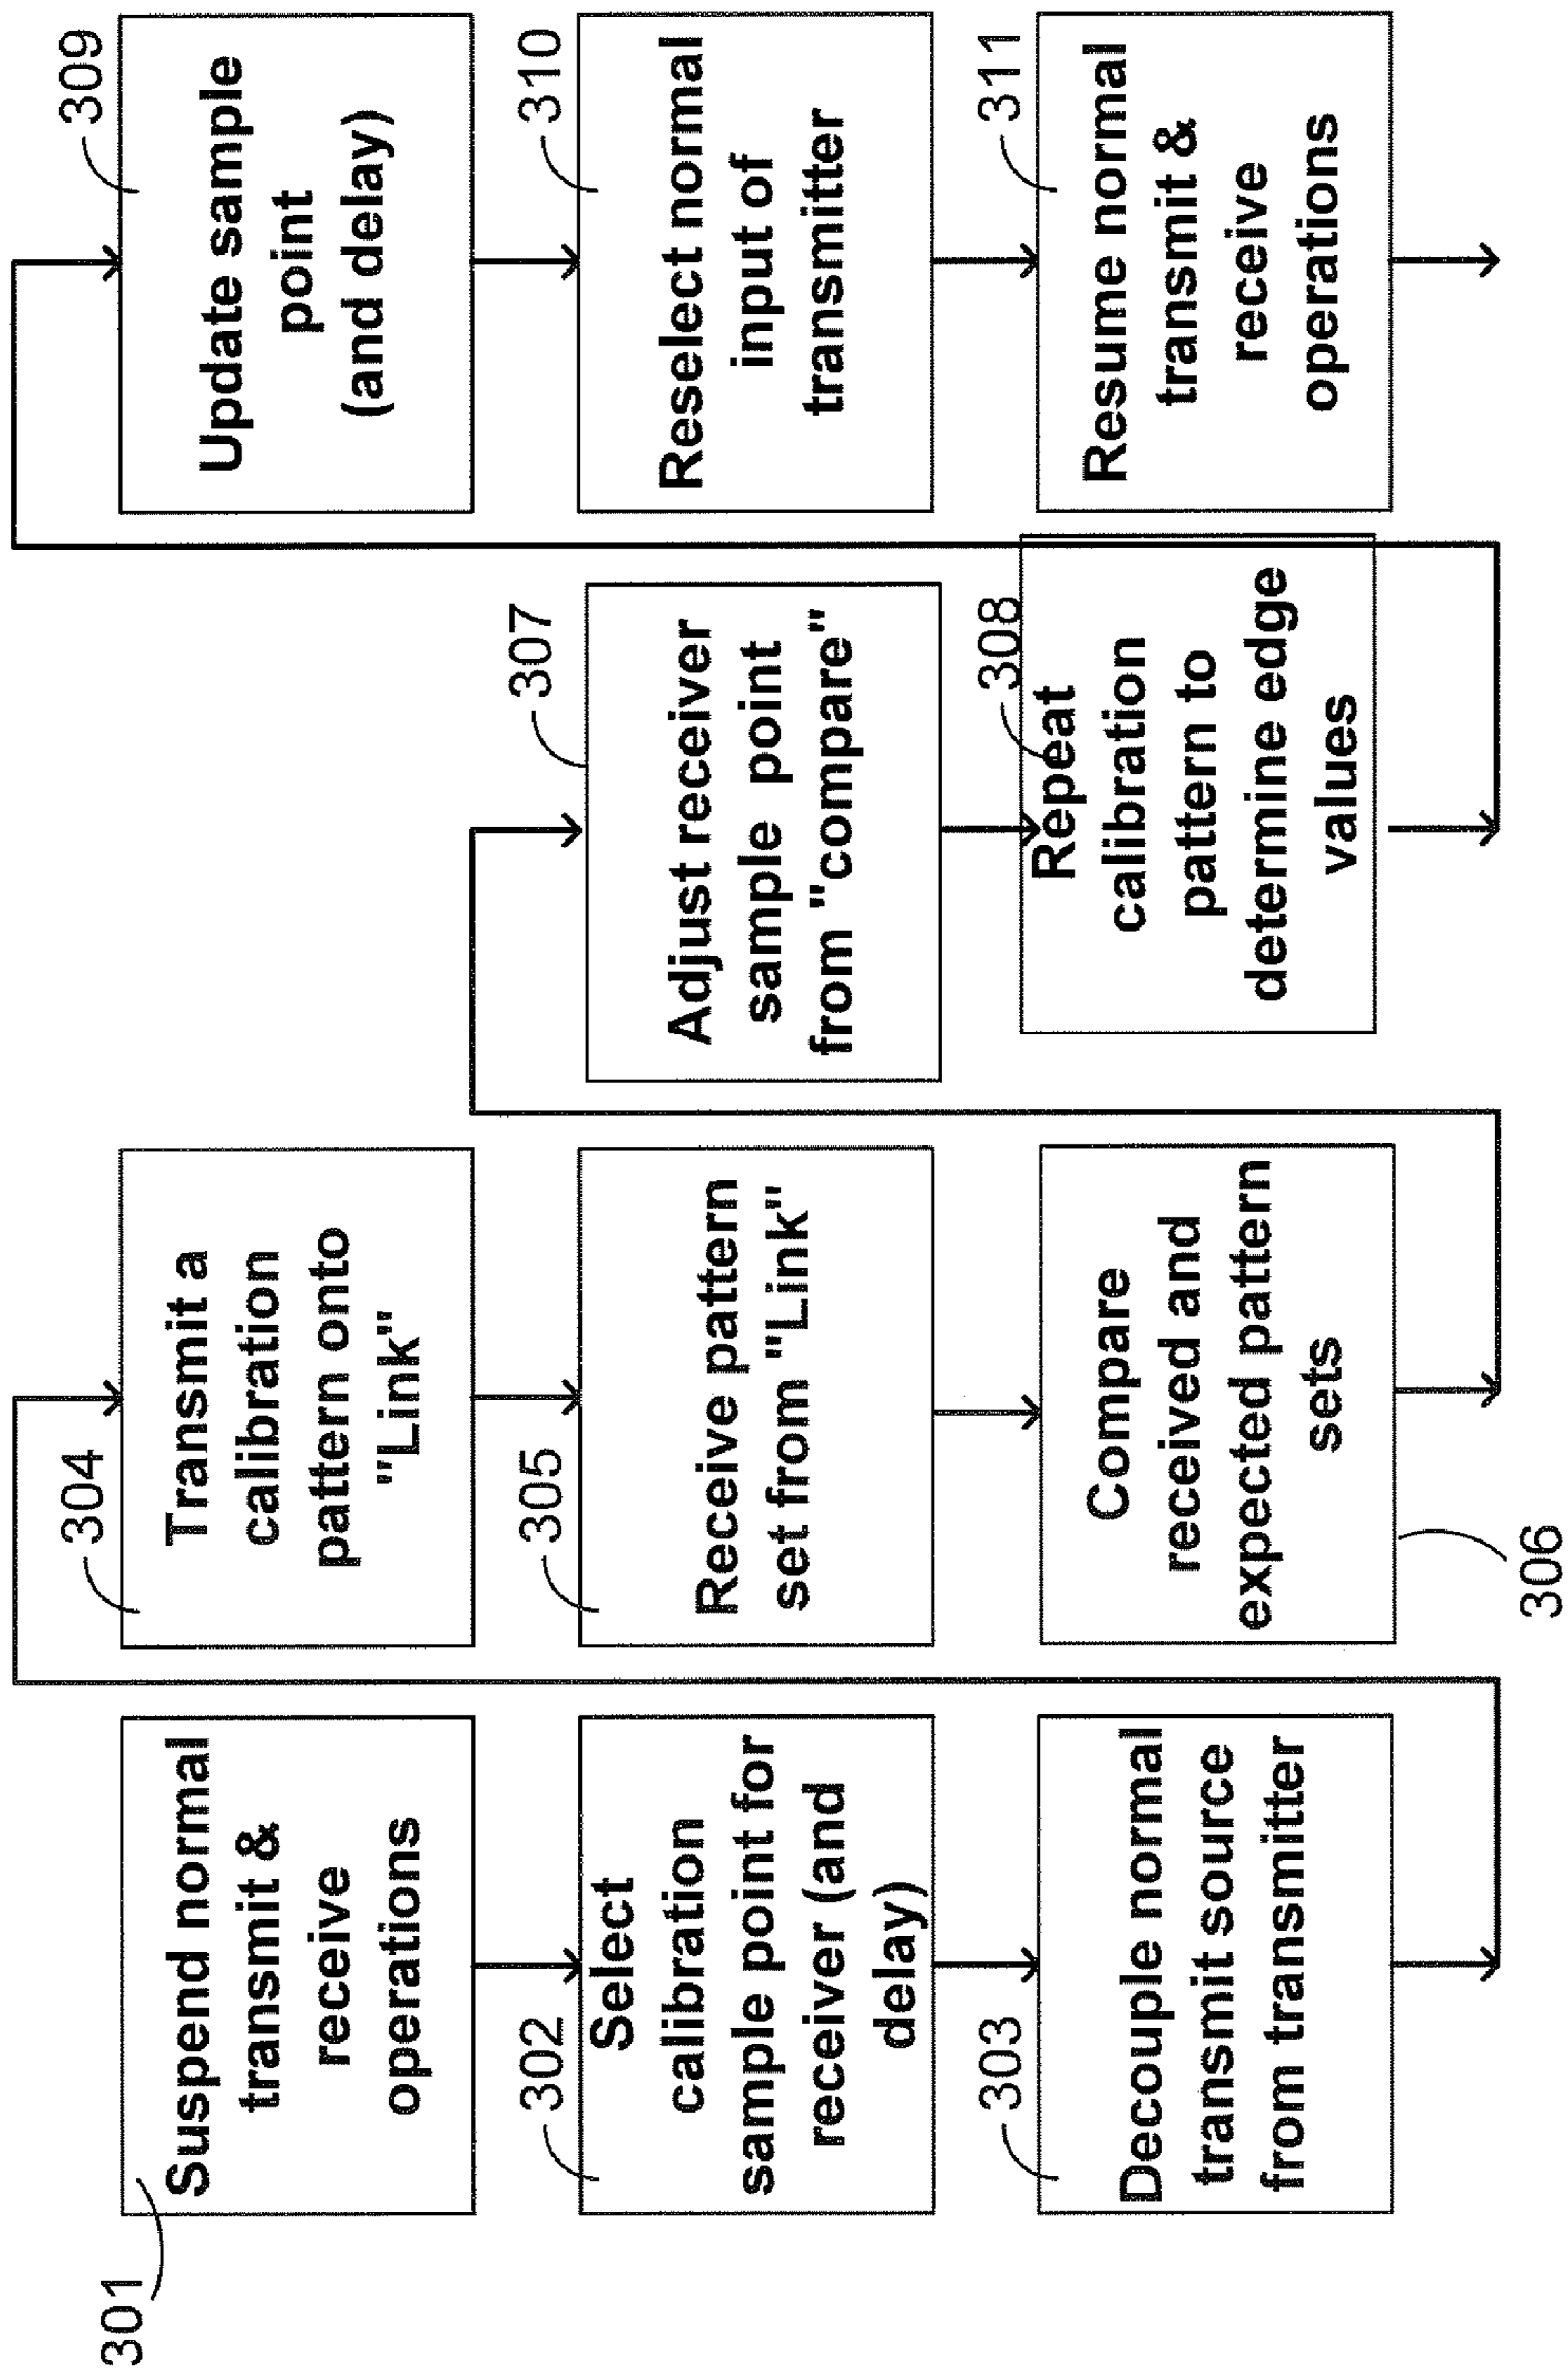 301
Suspend normal
transmit &
receive
operations
302
Select
calibration
sample point for
receiver (and
delay)
303
Decouple normal
transmit source
from transmitter
304
Transmit a
calibration
pattern onto
"Link"
305
Receive pattern
set from "Link"
Compare
received and
expected pattern
sets
306
307
Adjust receiver
sample point
from "compare"
308
Repeat
calibration
pattern to
determine edge
values
309
Update sample
point
(and delay)
310
Reselect normal
input of
transmitter
311
Resume normal
transmit &
receive
operations